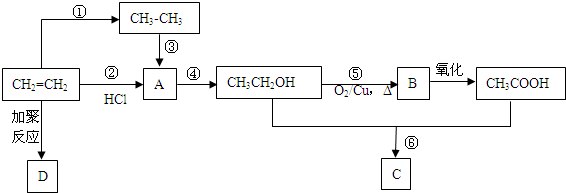 ①
CH₃-CH₃
③
CH₂=CH₂
②
HCl
A
④
CH₃CH₂OH
⑤
O₂/Cu，Δ
B
氧化
CH₃COOH
加聚
反应
⑥
D
C